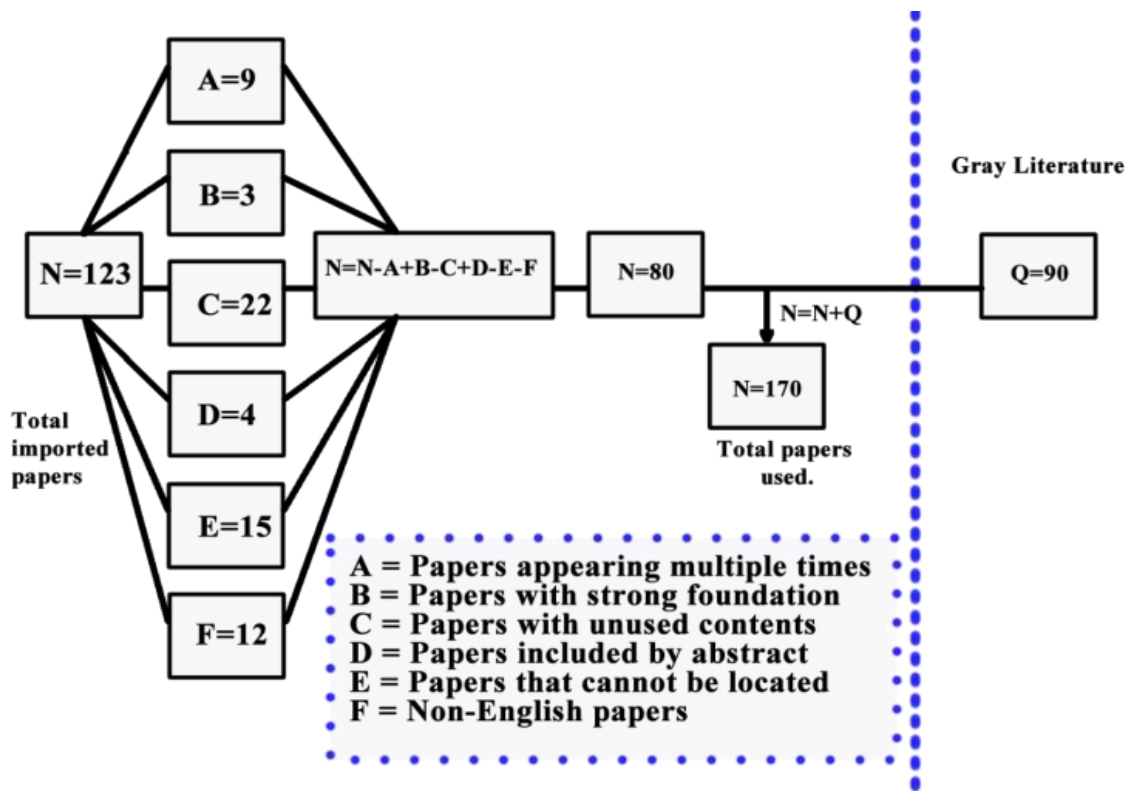 A=9
B=3
N=123
C=22
D=4
E=15
F=12
Total
imported
papers
N=N-A+B-C+D-E-F
N=80
N=N+Q
N=170
Total papers
used.
Gray Literature
Q=90
A = Papers appearing multiple times
B = Papers with strong foundation
C = Papers with unused contents
D = Papers included by abstract
E = Papers that cannot be located
F = Non-English papers